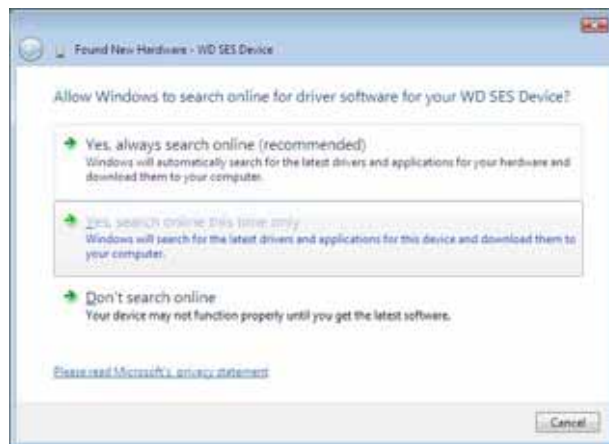 Found New Hardware - WD SES Device
Allow Windows to search online for driver software for your WD SES Device?
Yes, always search online (recommended)
Windows will automatically search for the latest drivers and applications for your hardware and
download them to your computer.
Yes, search online this time only
Windows will search for the latest drivers and applications for this device and download them to
your computer.
Don't search online
Your device may not function properly until you get the latest software.
Please read Microsoft's privacy statement
Cancel